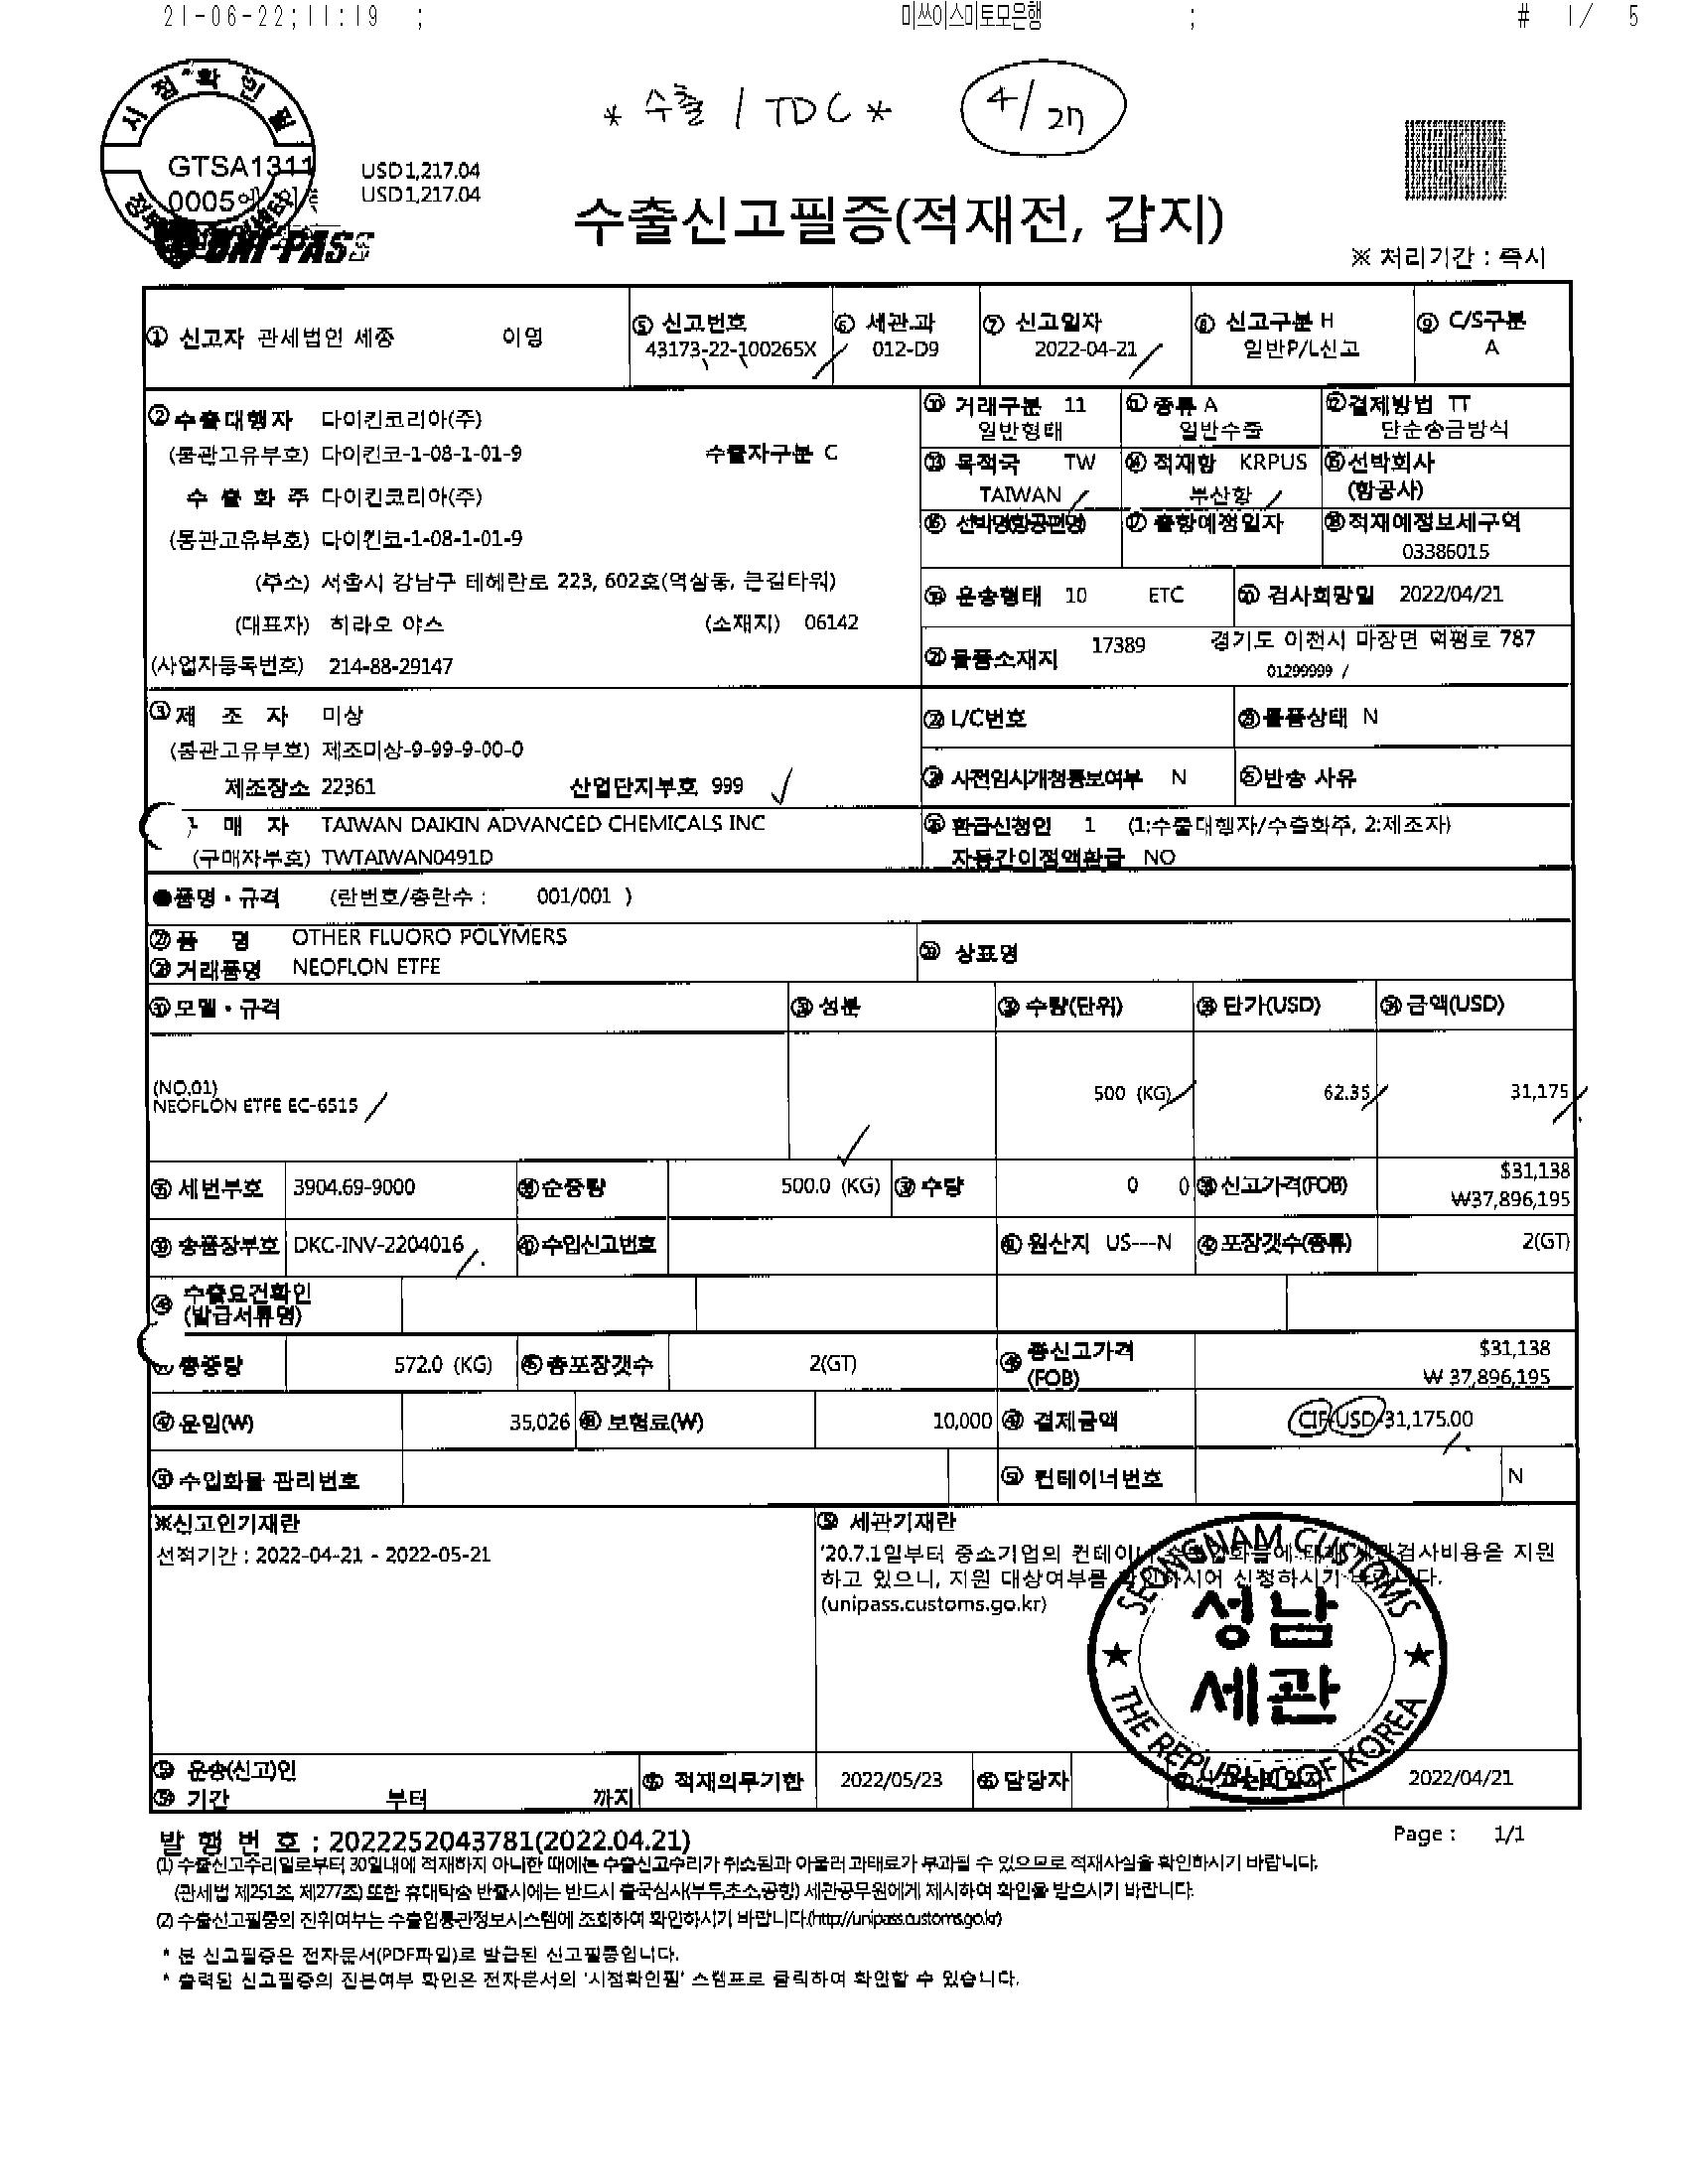 21-06-22;11:19 ; 미쓰이스미토모은행 ; # 1/ 5
* 수출 / TDC * 4/27
시점확인필
GTSA1311
0005
UNI-PASS
USD1,217.04
USD1,217.04
수출신고필증(적재전, 갑지)
※ 처리기간 : 즉시
① 신고자 관세법인 세종 이영
⑤ 신고번호
43173-22-100265X
⑥ 세관.과
012-D9
⑦ 신고일자
2022-04-21
⑧ 신고구분 H
일반P/L신고
⑨ C/S구분
A
② 수출대행자 다이킨코리아(주)
(통관고유부호) 다이킨코-1-08-1-01-9 수출자구분 C
수 출 화 주 다이킨코리아(주)
(통관고유부호) 다이킨코-1-08-1-01-9
(주소) 서울시 강남구 테헤란로 223, 602호(역삼동, 큰길타워)
(대표자) 히라오 야스 (소재지) 06142
(사업자등록번호) 214-88-29147
⑩ 거래구분 11
일반형태
⑪ 종류 A
일반수출
⑫ 결제방법 TT
단순송금방식
⑬ 목적국 TW
TAIWAN
⑭ 적재항 KRPUS
부산항
⑮ 선박회사
(항공사)
⑯ 선박명(항공편명)
⑰ 출항예정일자
⑱ 적재예정보세구역
03386015
⑲ 운송형태 10 ETC
⑳ 검사희망일 2022/04/21
㉑ 물품소재지 17389 경기도 이천시 마장면 덕평로 787
01299999 /
③ 제 조 자 미상
(통관고유부호) 제조미상-9-99-9-00-0
제조장소 22361 산업단지부호 999
㉒ L/C번호
㉓ 물품상태 N
㉔ 사전임시개청통보여부 N
㉕ 반송 사유
매 자 TAIWAN DAIKIN ADVANCED CHEMICALS INC
(구매자부호) TWTAIWAN0491D
㉖ 환급신청인 1 (1:수출대행자/수출화주, 2:제조자)
자동간이정액환급 NO
●품명 · 규격 (란번호/총란수 : 001/001 )
㉗ 품 명 OTHER FLUORO POLYMERS
㉘ 거래품명 NEOFLON ETFE
㉙ 상표명
㉚ 모델 · 규격
㉛ 성분
㉜ 수량(단위)
㉝ 단가(USD)
㉞ 금액(USD)
(NO.01)
NEOFLON ETFE EC-6515 500 (KG) 62.35 31,175
㉟ 세번부호 3904.69-9000
㊱ 순중량 500.0 (KG)
㊲ 수량 0 0
㊳ 신고가격(FOB) $31,138
₩37,896,195
㊴ 송품장부호 DKC-INV-2204016
㊵ 수입신고번호
㊶ 원산지 US---N
㊷ 포장갯수(종류) 2(GT)
㊸ 수출요건확인
(발급서류명)
총중량 572.0 (KG)
㊺ 총포장갯수 2(GT)
㊻ 총신고가격
(FOB)
$31,138
₩ 37,896,195
㊼ 운임(W) 35,026
㊽ 보험료(W) 10,000
㊾ 결제금액 CIF-USD-31,175.00
수입화물 관리번호
컨테이너번호 N
※신고인기재란
선적기간 : 2022-04-21 - 2022-05-21
세관기재란
'20.7.1일부터 중소기업의 컨테이너 검사비용을 지원
하고 있으니, 지원 대상여부를 확인하시어 신청하시기
(unipass.customs.go.kr)
SEONGNAM CUSTOMS
성남
세관
THE REPUBLIC OF KOREA
운송(신고)인
기간 부터 까지
적재의무기한 2022/05/23
담당자
2022/04/21
발 행 번 호 : 2022252043781(2022.04.21)
Page : 1/1
(1) 수출신고수리일로부터 30일내에 적재하지 아니한 때에는 수출신고수리가 취소됨과 아울러 과태료가 부과될 수 있으므로 적재사실을 확인하시기 바랍니다.
(관세법 제251조, 제277조) 또한 휴대탁송 반출시에는 반드시 출국심사(부두,초소,공항) 세관공무원에게 제시하여 확인을 받으시기 바랍니다.
(2) 수출신고필증의 진위여부는 수출입통관정보시스템에 조회하여 확인하시기 바랍니다.(http://unipass.customs.go.kr)
* 본 신고필증은 전자문서(PDF파일)로 발급된 신고필증입니다.
* 출력된 신고필증의 진본여부 확인은 전자문서의 '시점확인필' 스탬프로 클릭하여 확인할 수 있습니다.